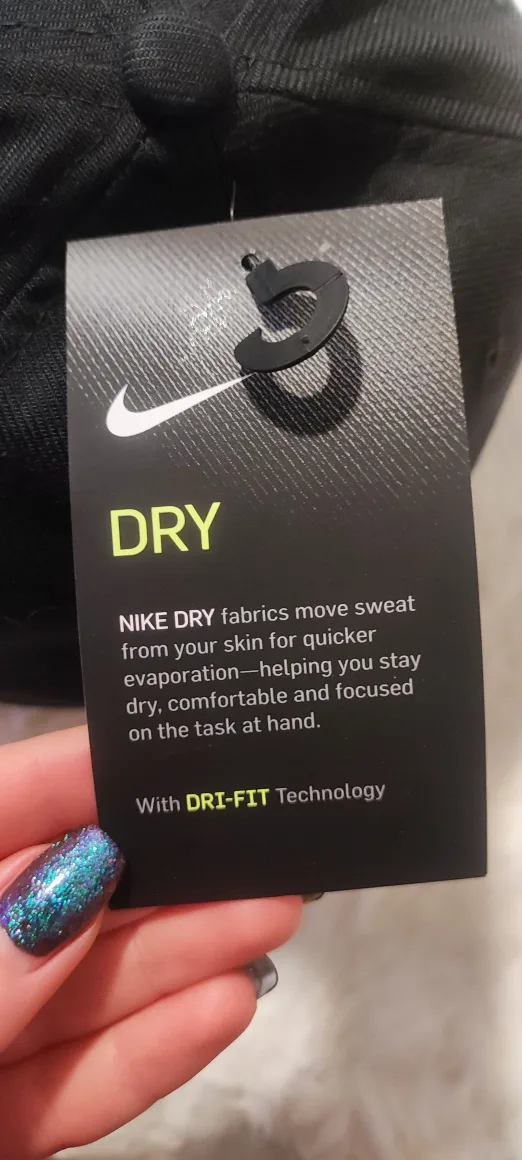 DRY
NIKE DRY fabrics move sweat
from your skin for quicker
evaporation—helping you stay
dry, comfortable and focused
on the task at hand.
With DRI-FIT Technology